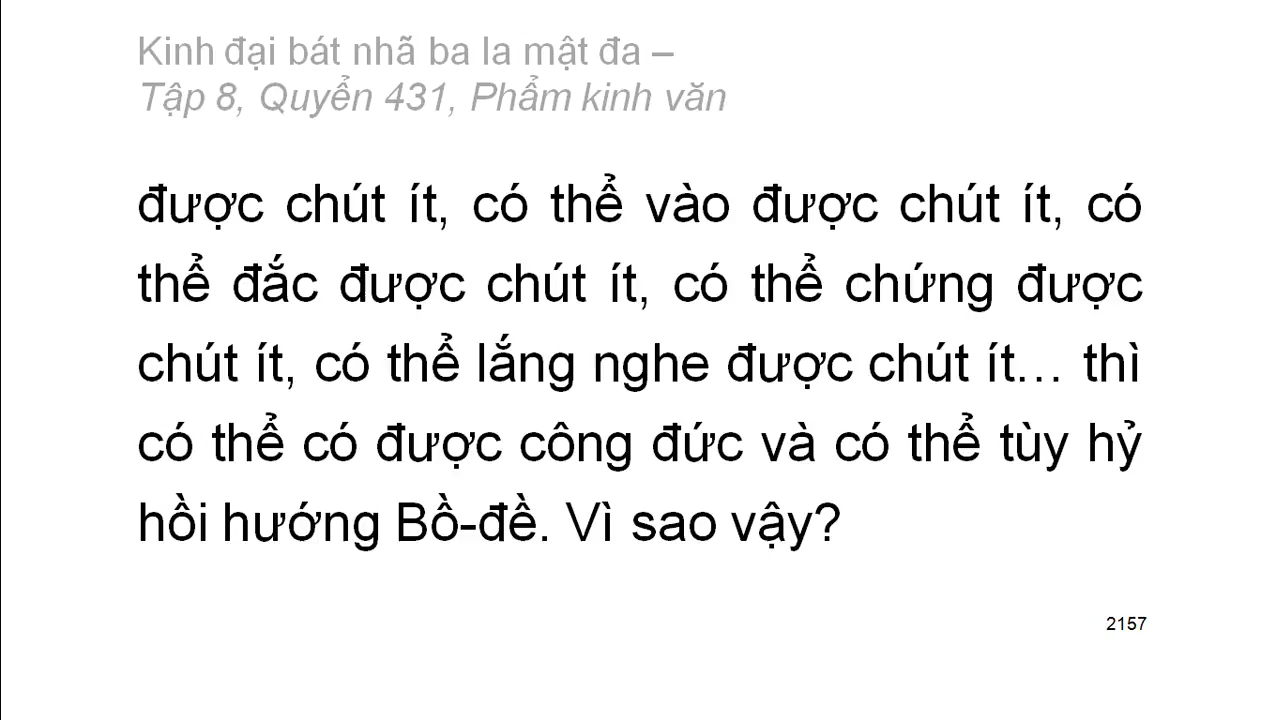 Kinh đại bát nhã ba la mật đa –
Tập 8, Quyển 431, Phẩm kinh văn
được chút ít, có thể vào được chút ít, có
thể đắc được chút ít, có thể chứng được
chút ít, có thể lắng nghe được chút ít… thì
có thể có được công đức và có thể tùy hỷ
hồi hướng Bồ-đề. Vì sao vậy?
2157